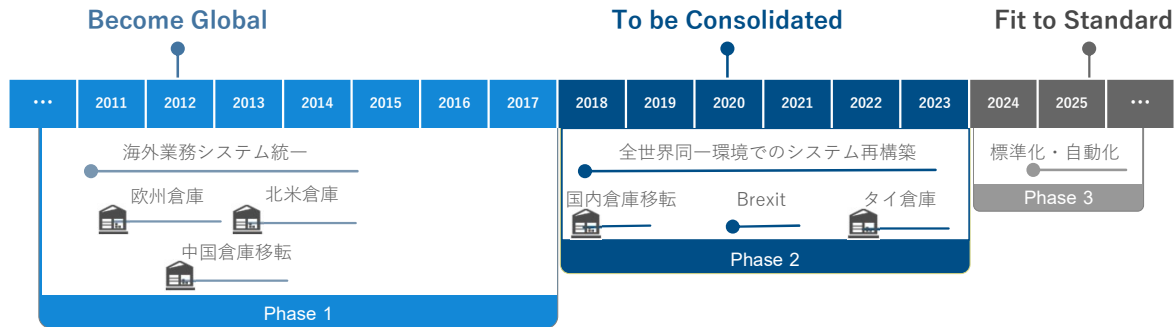 Become Global
To be Consolidated
Fit to Standard
… 2011 2012 2013 2014 2015 2016 2017 2018 2019 2020 2021 2022 2023 2024 2025 …
海外業務システム統一
欧州倉庫
北米倉庫
中国倉庫移転
Phase 1
全世界同一環境でのシステム再構築
国内倉庫移転
Brexit
タイ倉庫
Phase 2
標準化・自動化
Phase 3